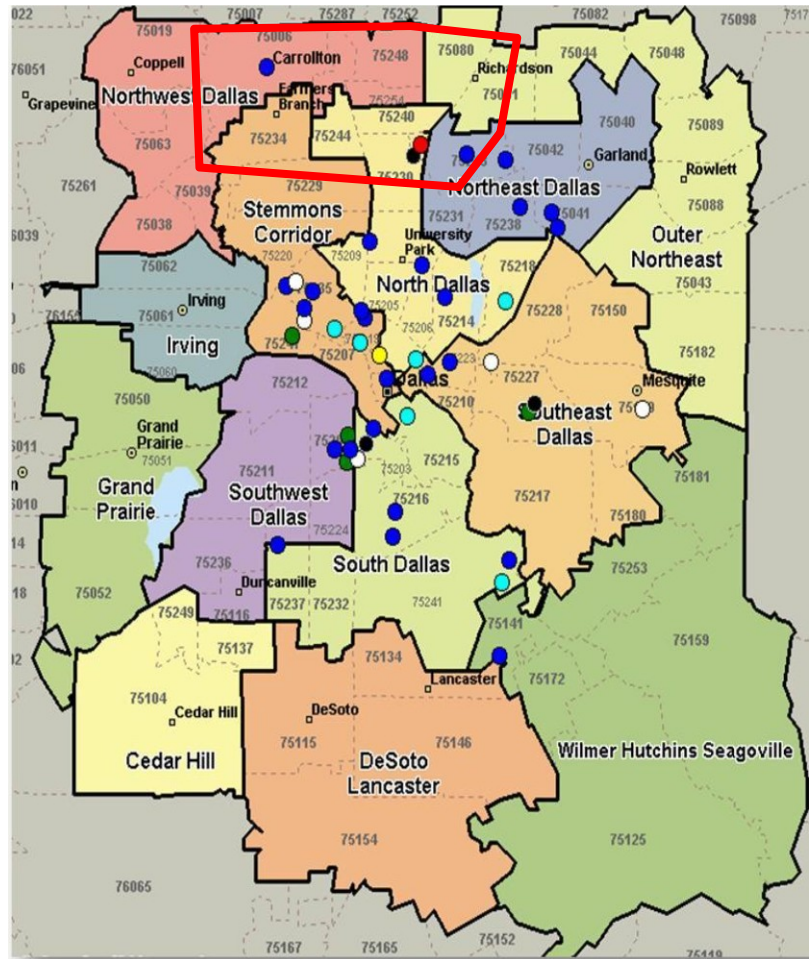 75007
75287
75252
75098
75019
75006
75082
75080
75044
75048
Carrollton
75248
Coppell
Richardson
76051
Grapevine
Northwest Dallas
Farmers
Branch
75254
75240
75040
75234
75244
75089
75063
75042
Garland
75230
Rowlett
75261
75039
75229
Northeast Dallas
75088
Stemmons
Corridor
75231
75238
75041
75038
University
Park
Outer
Northeast
75062
75220
75209
75218
North Dallas
75043
Irving
75061
75205
75228
75150
75206
75214
Irving
75207
75182
75060
75212
Dallas
75227
Mesquite
75050
75210
Southeast
Dallas
Grand
Prairie
75051
75211
75203
75215
75181
Grand
Prairie
Southwest
Dallas
75216
75217
75180
75224
75236
South Dallas
75253
75052
Duncanville
75249
75116
75237
75232
75241
75141
75137
75134
75159
75172
Lancaster
75104
Cedar Hill
DeSoto
75115
75146
Cedar Hill
DeSoto
Lancaster
Wilmer Hutchins Seagoville
75154
75125
76065
75167
75165
75152